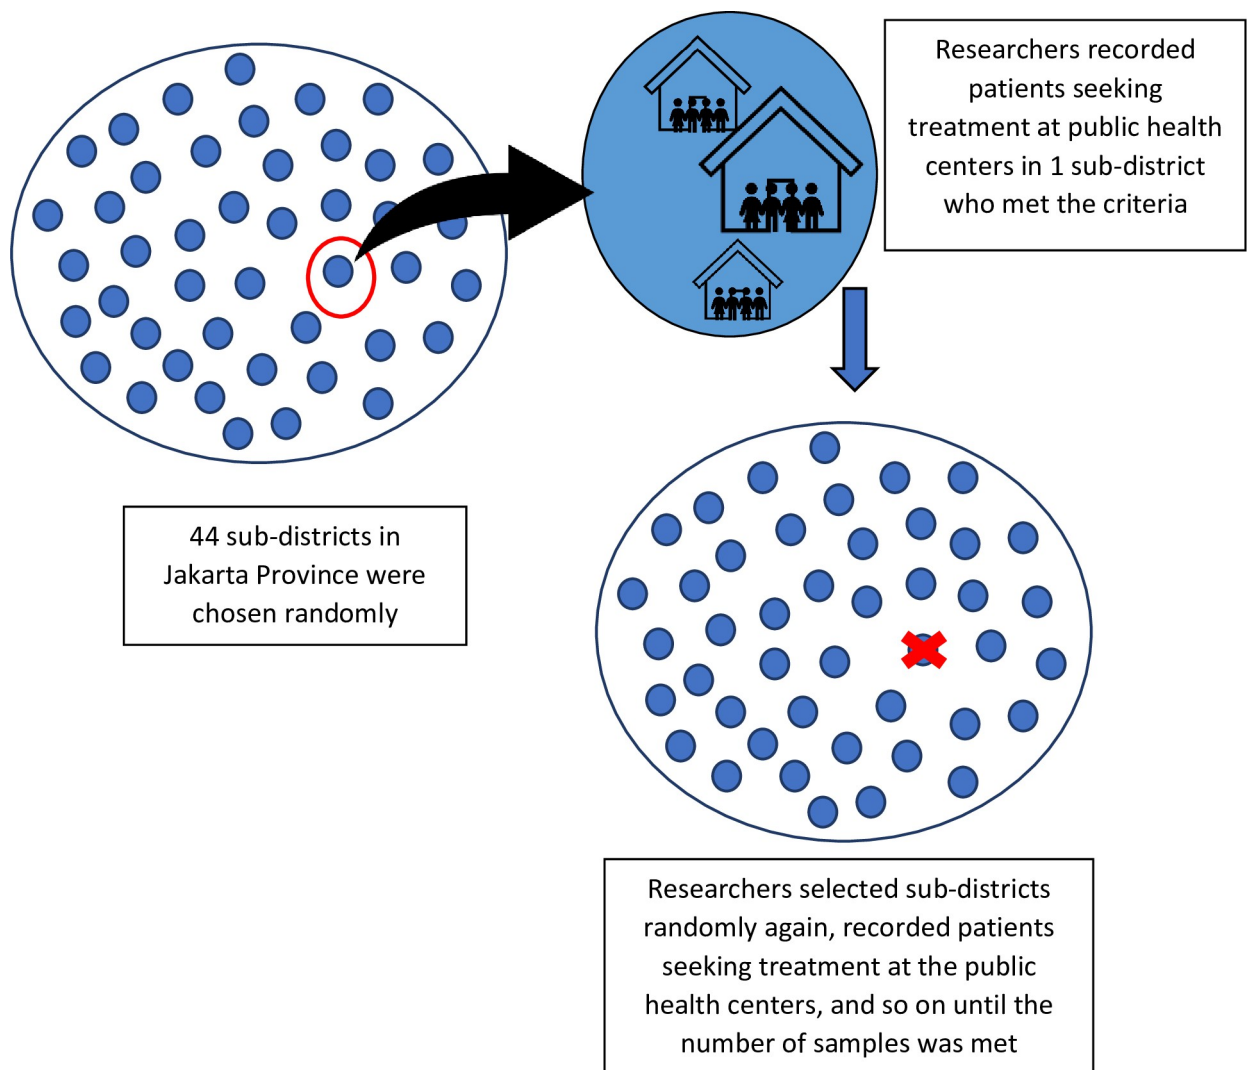 Researchers recorded
patients seeking
treatment at public health
centers in 1 sub-district
who met the criteria
44 sub-districts in
Jakarta Province were
chosen randomly
Researchers selected sub-districts
randomly again, recorded patients
seeking treatment at the public
health centers, and so on until the
number of samples was met